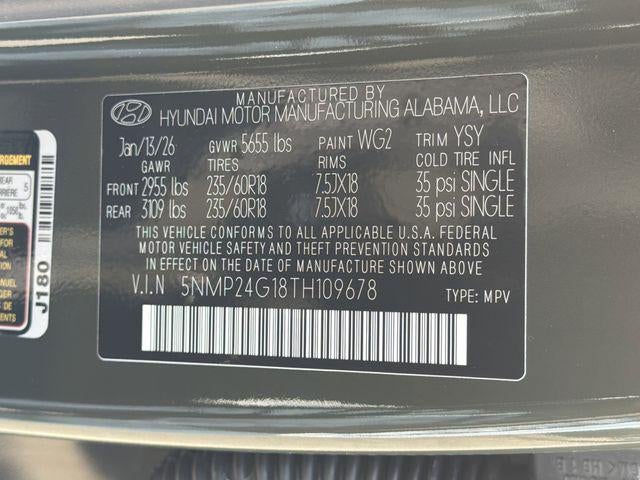 MANUFACTURED BY
HYUNDAI MOTOR MANUFACTURING ALABAMA, LLC
Jan/13/26 GVWR 5655 lbs PAINT WG2 TRIM YSY
GAWR TIRES RIMS COLD TIRE INFL
FRONT 2955 lbs 235/60R18 7.5JX18 35 psi SINGLE
REAR 3109 lbs 235/60R18 7.5JX18 35 psi SINGLE
THIS VEHICLE CONFORMS TO ALL APPLICABLE U.S.A. FEDERAL
MOTOR VEHICLE SAFETY AND THEFT PREVENTION STANDARDS
IN EFFECT ON THE DATE OF MANUFACTURE SHOWN ABOVE.
V.I.N 5NMP24G18TH109678
TYPE: MPV
J180